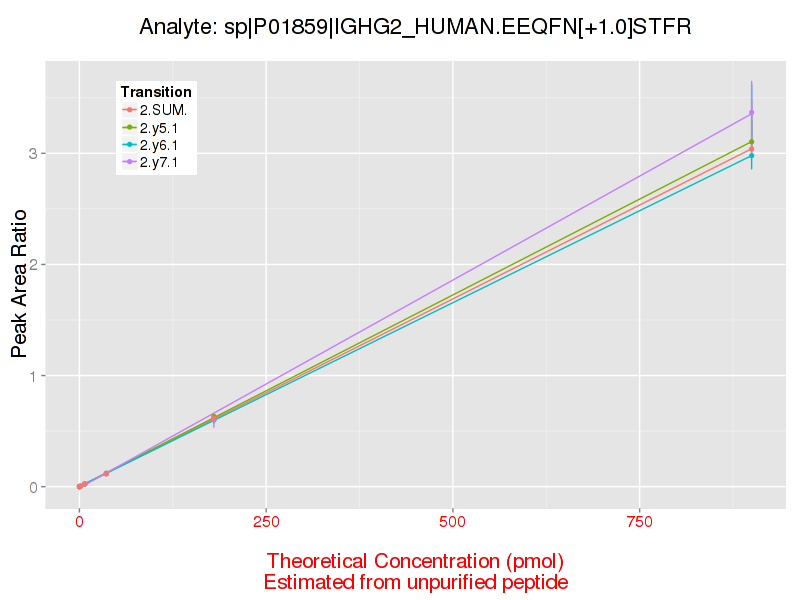 Analyte: sp|P01859|IGHG2_HUMAN.EEQFN[+1.0]STFR
Transition
2.SUM.
2.y5.1
2.y6.1
2.y7.1
Peak Area Ratio
3
2
1
0
0 250 500 750
Theoretical Concentration (pmol)
Estimated from unpurified peptide